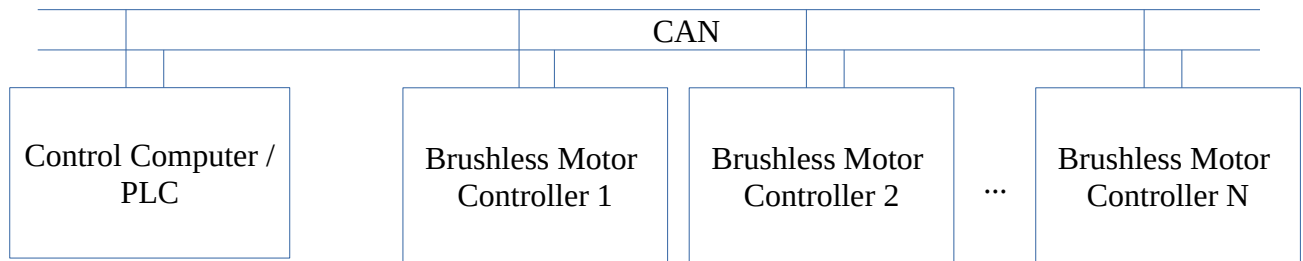 CAN
Control Computer /
PLC
Brushless Motor
Controller 1
Brushless Motor
Controller 2
...
Brushless Motor
Controller N